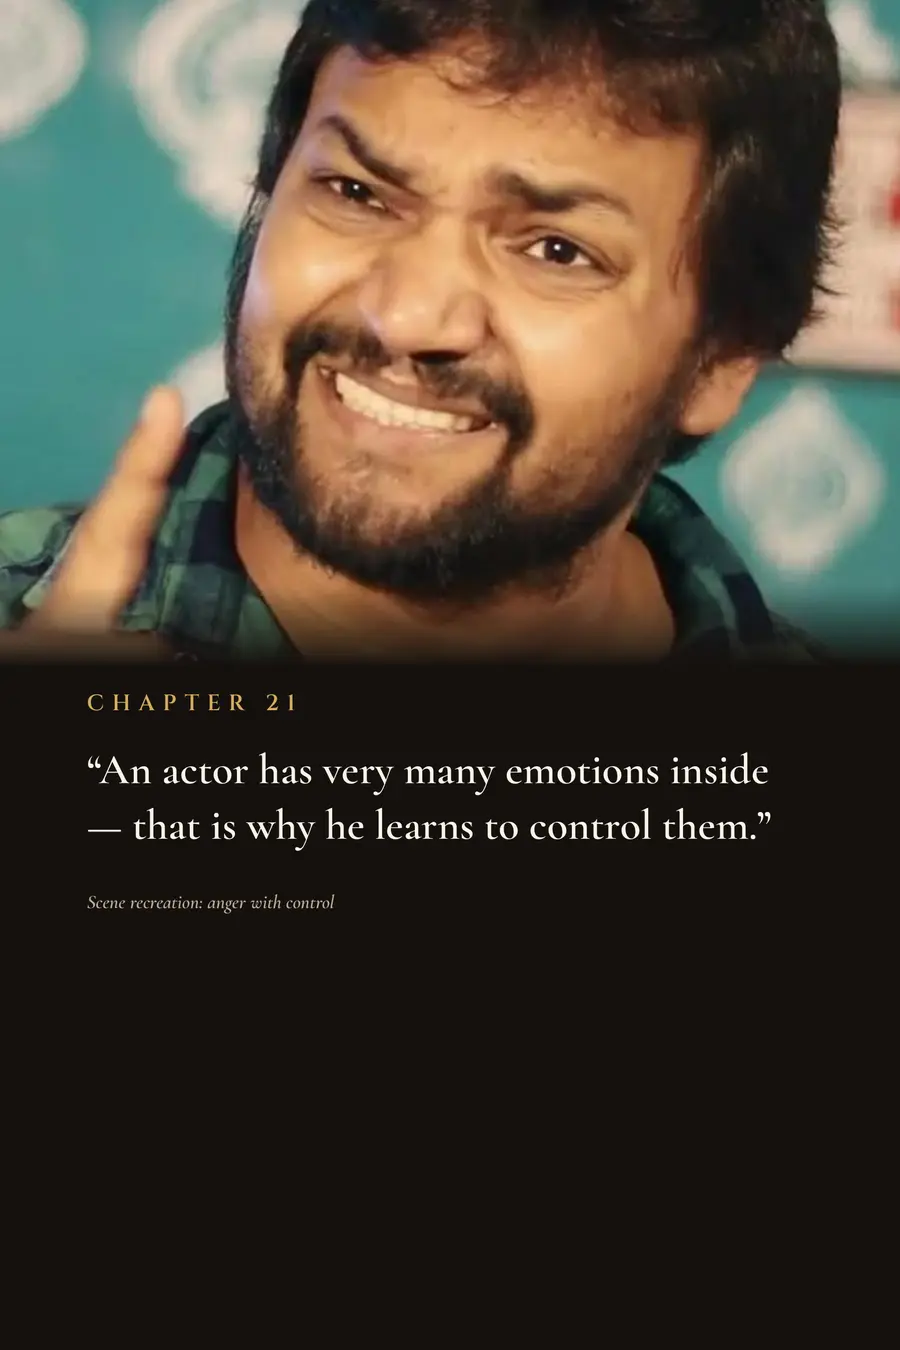 CHAPTER 21
“An actor has very many emotions inside
— that is why he learns to control them.”
Scene recreation: anger with control